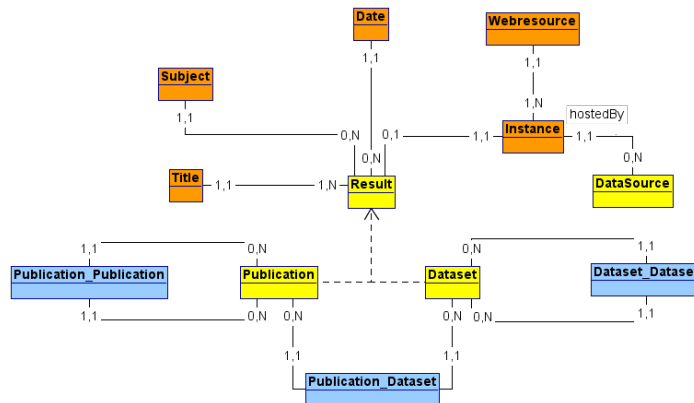 Date
Webresource
1,1
1,1
Subject
1,1
1,N
hostedBy
0,N
0,1
1,1
Instance
1,1
0,N
0,N
Title
1,1
1,N
Result
DataSource
1,1
0,N
0,N
1,1
Publication_Publication
Publication
Dataset
Dataset_Dataset
1,1
0,N
0,N
0,N
0,N
1,1
1,1
1,1
Publication_Dataset